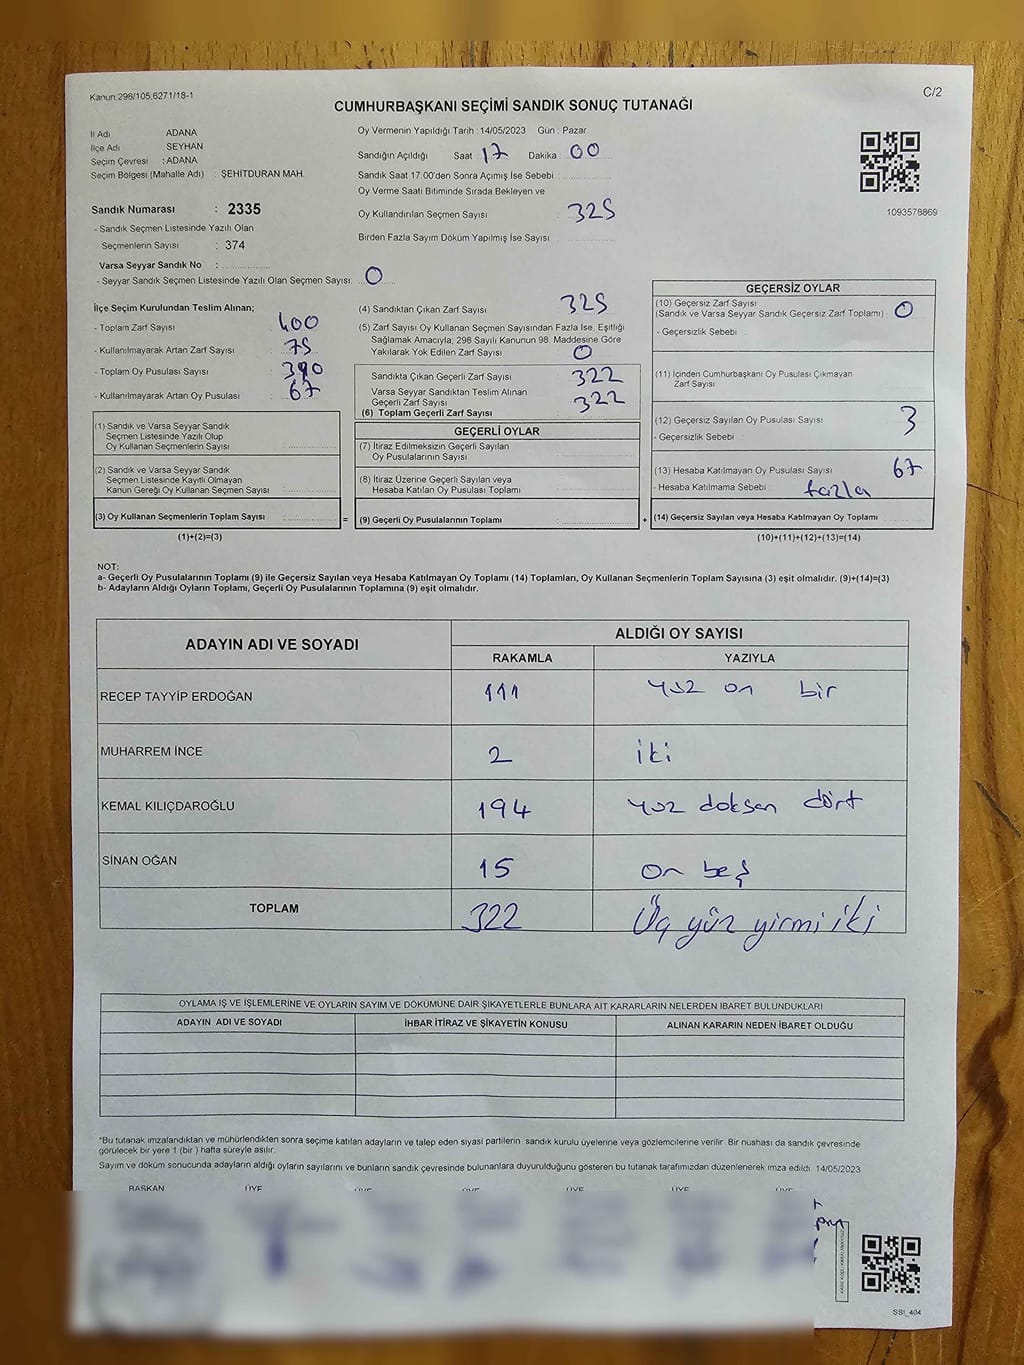 Kanun:298/105,6271/18-1
C/2
CUMHURBAŞKANI SEÇİMİ SANDIK SONUÇ TUTANAĞI
İl Adı ADANA
İlçe Adı SEYHAN
Seçim Çevresi : ADANA
Seçim Bölgesi (Mahalle Adı) : ŞEHİTDURAN MAH.
Sandık Numarası : 2335
- Sandık Seçmen Listesinde Yazılı Olan
Seçmenlerin Sayısı : 374
Varsa Seyyar Sandık No :
- Seyyar Sandık Seçmen Listesinde Yazılı Olan Seçmen Sayısı: 0
Oy Vermenin Yapıldığı Tarih : 14/05/2023 Gün : Pazar
Sandığın Açıldığı Saat : 17 Dakika : 00
Sandık Saat 17.00'den Sonra Açımış İse Sebebi :
Oy Verme Saati Bitiminde Sırada Bekleyen ve
Oy Kullandırılan Seçmen Sayısı : 325
Birden Fazla Sayım Döküm Yapılmış İse Sayısı :
1093578869
İlçe Seçim Kurulundan Teslim Alınan;
- Toplam Zarf Sayısı : 400
- Kullanılmayarak Artan Zarf Sayısı : 75
- Toplam Oy Pusulası Sayısı : 390
- Kullanılmayarak Artan Oy Pusulası : 67
(1) Sandık ve Varsa Seyyar Sandık
Seçmen Listesinde Yazılı Olup
Oy Kullanan Seçmenlerin Sayısı :
(2) Sandık ve Varsa Seyyar Sandık
Seçmen Listesinde Kayıtlı Olmayan
Kanun Gereği Oy Kullanan Seçmen Sayısı :
(3) Oy Kullanan Seçmenlerin Toplam Sayısı :
(1)+(2)=(3)
(4) Sandıktan Çıkan Zarf Sayısı : 325
(5) Zarf Sayısı Oy Kullanan Seçmen Sayısından Fazla İse, Eşitliği
Sağlamak Amacıyla; 298 Sayılı Kanunun 98. Maddesine Göre
Yakılarak Yok Edilen Zarf Sayısı : 0
Sandıkta Çıkan Geçerli Zarf Sayısı : 322
Varsa Seyyar Sandıktan Teslim Alınan
Geçerli Zarf Sayısı : 322
(6) Toplam Geçerli Zarf Sayısı :
GEÇERLİ OYLAR
(7) İtiraz Edilmeksizin Geçerli Sayılan
Oy Pusulalarının Sayısı :
(8) İtiraz Üzerine Geçerli Sayılan veya
Hesaba Katılan Oy Pusulası Toplamı :
= (9) Geçerli Oy Pusulalarının Toplamı :
GEÇERSİZ OYLAR
(10) Geçersiz Zarf Sayısı
(Sandık ve Varsa Seyyar Sandık Geçersiz Zarf Toplamı) : 0
- Geçersizlik Sebebi :
(11) İçinden Cumhurbaşkanı Oy Pusulası Çıkmayan
Zarf Sayısı :
(12) Geçersiz Sayılan Oy Pusulası Sayısı : 3
- Geçersizlik Sebebi :
(13) Hesaba Katılmayan Oy Pusulası Sayısı : 67
- Hesaba Katılmama Sebebi : fazla
+ (14) Geçersiz Sayılan veya Hesaba Katılmayan Oy Toplamı :
(10)+(11)+(12)+(13)=(14)
NOT:
a- Geçerli Oy Pusulalarının Toplamı (9) ile Geçersiz Sayılan veya Hesaba Katılmayan Oy Toplamı (14) Toplamları, Oy Kullanan Seçmenlerin Toplam Sayısına (3) eşit olmalıdır. (9)+(14)=(3)
b- Adayların Aldığı Oyların Toplamı, Geçerli Oy Pusulalarının Toplamına (9) eşit olmalıdır.
ADAYIN ADI VE SOYADI ALDIĞI OY SAYISI
RAKAMLA YAZIYLA
RECEP TAYYİP ERDOĞAN 111 yüz on bir
MUHARREM İNCE 2 iki
KEMAL KILIÇDAROĞLU 194 yüz doksan dört
SİNAN OĞAN 15 on beş
TOPLAM 322 Üç yüz yirmi iki
OYLAMA İŞ VE İŞLEMLERİNE VE OYLARIN SAYIM VE DÖKÜMÜNE DAİR ŞİKAYETLERLE BUNLARA AİT KARARLARIN NELERDEN İBARET BULUNDUKLARI
ADAYIN ADI VE SOYADI İHBAR İTİRAZ VE ŞİKAYETİN KONUSU ALINAN KARARIN NEDEN İBARET OLDUĞU
*Bu tutanak imzalandıktan ve mühürlendikten sonra seçime katılan adayların ve talep eden siyasi partilerin sandık kurulu üyelerine veya gözlemcilerine verilir. Bir nüshası da sandık çevresinde
görülecek bir yere 1 (bir) hafta süreyle asılır.
Sayım ve döküm sonucunda adayların aldığı oyların sayılarını ve bunların sandık çevresinde bulunanlara duyurulduğunu gösteren bu tutanak tarafımızdan düzenlenerek imza edildi. 14/05/2023
BAŞKAN ÜYE ÜYE ÜYE ÜYE ÜYE ÜYE
SSI_404